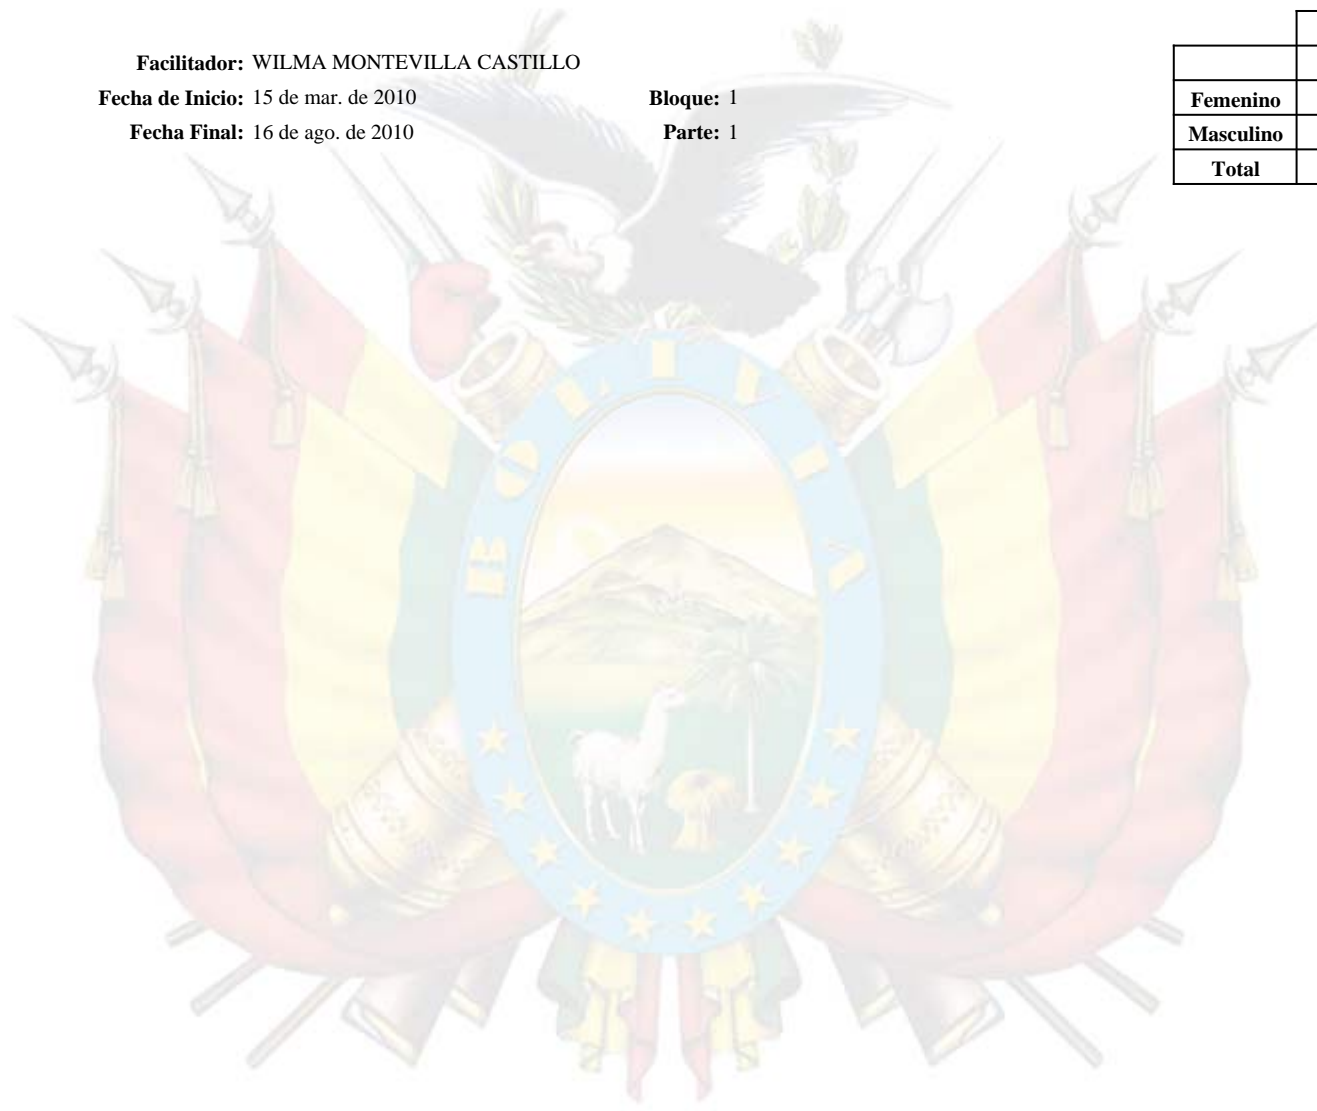 Facilitador: WILMA MONTEVILLA CASTILLO
Fecha de Inicio: 15 de mar. de 2010 Bloque: 1
Fecha Final: 16 de ago. de 2010 Parte: 1
Femenino
Masculino
Total
BOLIVIA